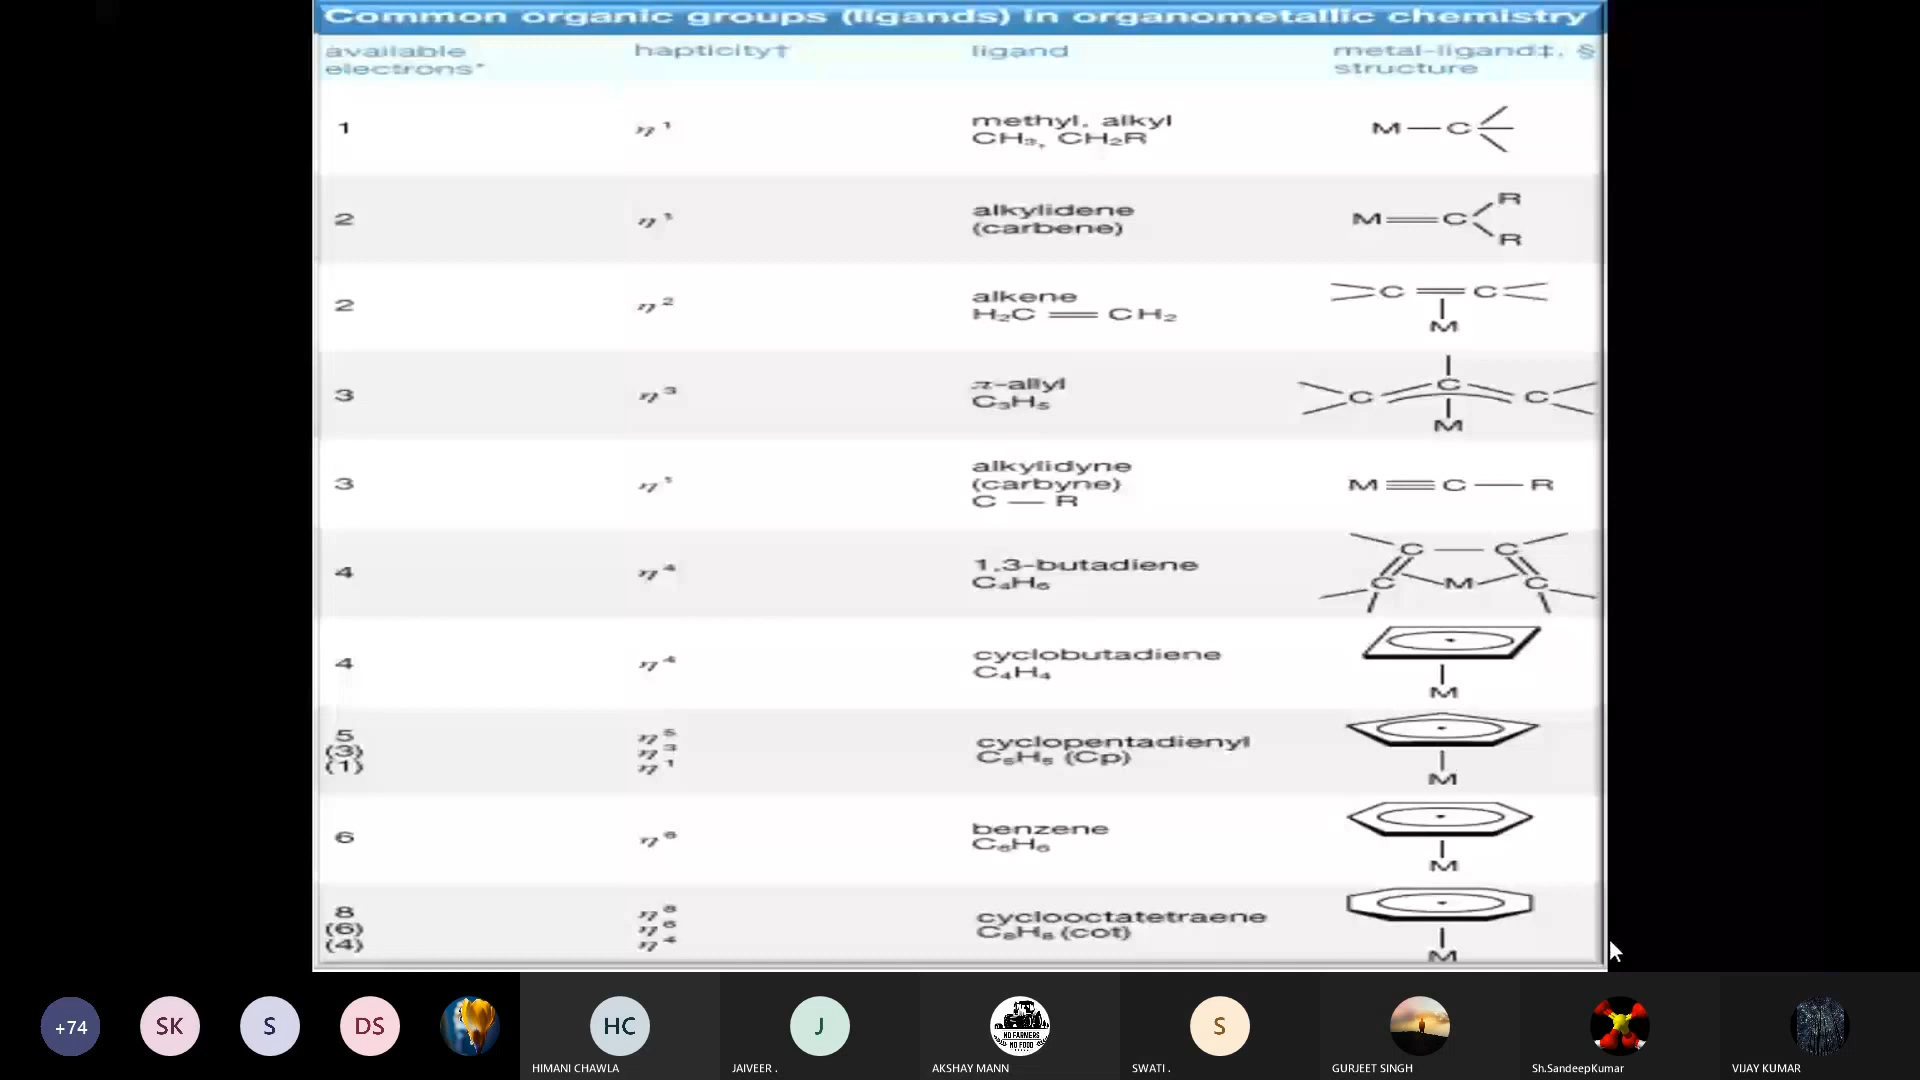 Common organic groups (ligands) in organometallic chemistry
available electrons* hapticity† ligand metal-ligand‡, § structure
1 η¹ methyl, alkyl
CH₃, CH₂R
M — C
2 η¹ alkylidene
(carbene)
M = C
R
R
2 η² alkene
H₂C = CH₂
C = C
M
3 η³ π-allyl
C₃H₅
C
C C
M
3 η¹ alkylidyne
(carbyne)
C — R
M ≡ C — R
4 η⁴ 1,3-butadiene
C₄H₆
C — C
C M C
4 η⁴ cyclobutadiene
C₄H₄
M
5 η⁵
(3) η³
(1) η¹
cyclopentadienyl
C₅H₅ (Cp)
M
6 η⁶ benzene
C₆H₆
M
8 η⁸
(6) η⁶
(4) η⁴
cyclooctatetraene
C₈H₈ (cot)
M
+74 SK S DS HC J NO FARMERS NO FOOD S
HIMANI CHAWLA JAIVEER . AKSHAY MANN SWATI . GURJEET SINGH Sh.SandeepKumar VIJAY KUMAR